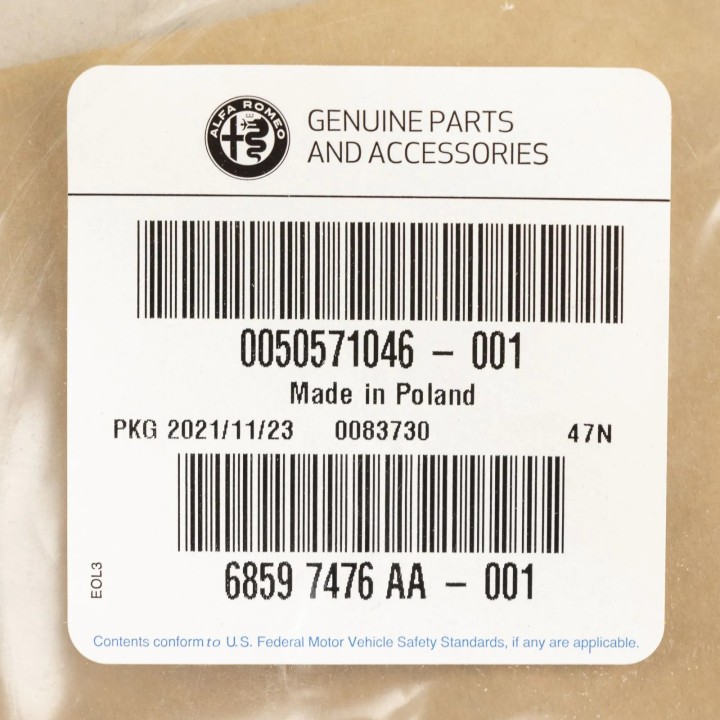 ALFA ROMEO
GENUINE PARTS
AND ACCESSORIES
0050571046 - 001
Made in Poland
PKG 2021/11/23 0083730 47N
6859 7476 AA - 001
EOL3
Contents conform to U.S. Federal Motor Vehicle Safety Standards, if any are applicable.